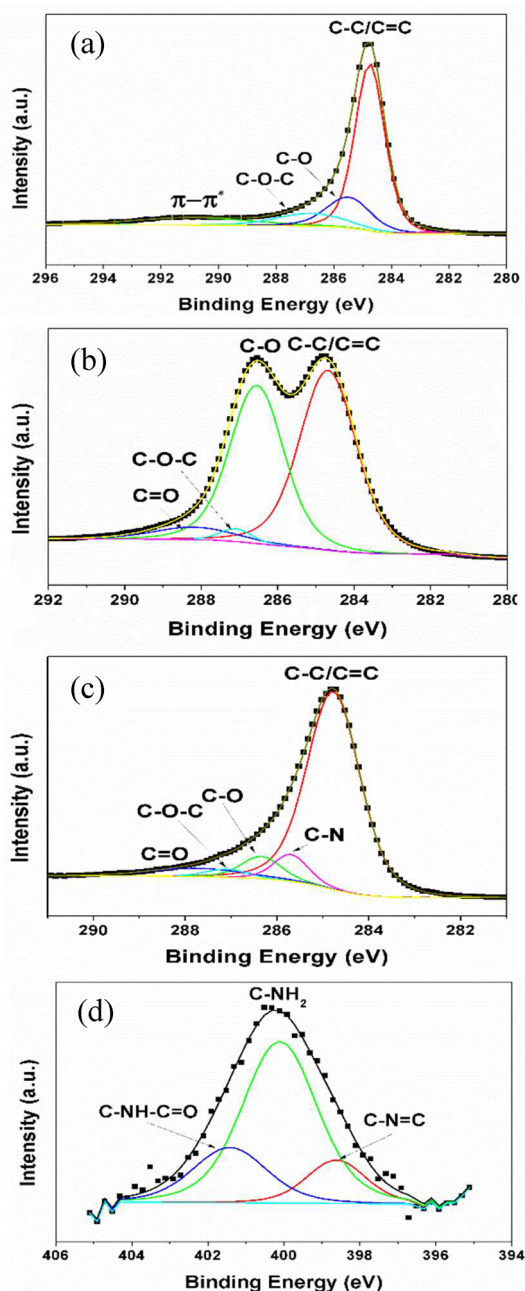 (a)
C-C/C=C
C-O
C-O-C
π-π*
Intensity (a.u.)
296 294 292 290 288 286 284 282 280
Binding Energy (eV)
(b)
C-O C-C/C=C
C-O-C
C=O
Intensity (a.u.)
292 290 288 286 284 282 280
Binding Energy (eV)
(c)
C-C/C=C
C-O
C-O-C
C-N
C=O
Intensity (a.u.)
290 288 286 284 282
Binding Energy (eV)
(d)
C-NH₂
C-NH-C=O
C-N=C
Intensity (a.u.)
406 404 402 400 398 396 394
Binding Energy (eV)